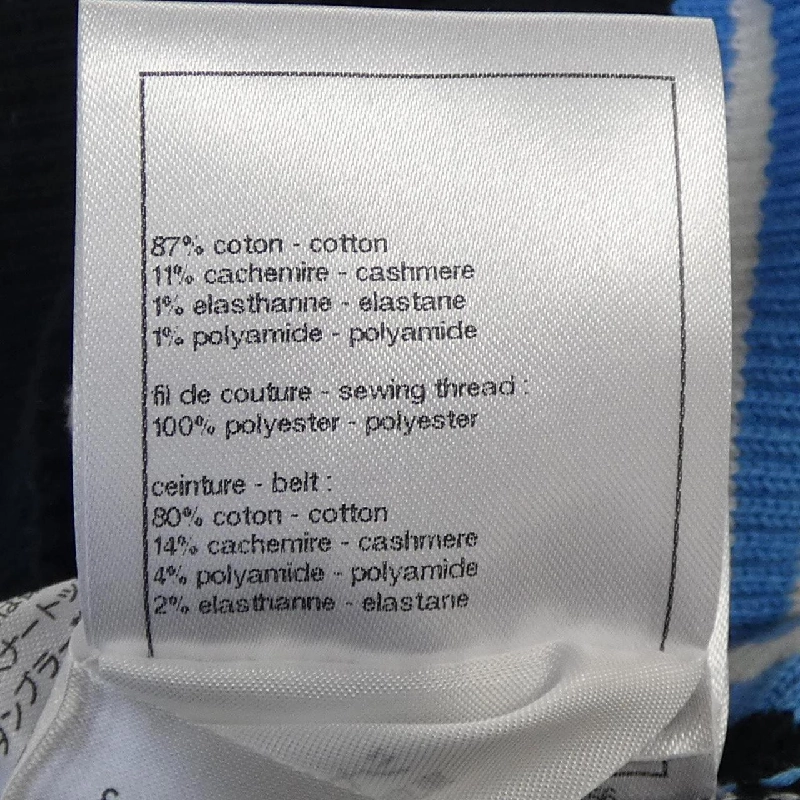 87% coton - cotton
11% cachemire - cashmere
1% elasthanne - elastane
1% polyamide - polyamide
fil de couture - sewing thread :
100% polyester - polyester
ceinture - belt :
80% coton - cotton
14% cachemire - cashmere
4% polyamide - polyamide
2% elasthanne - elastane